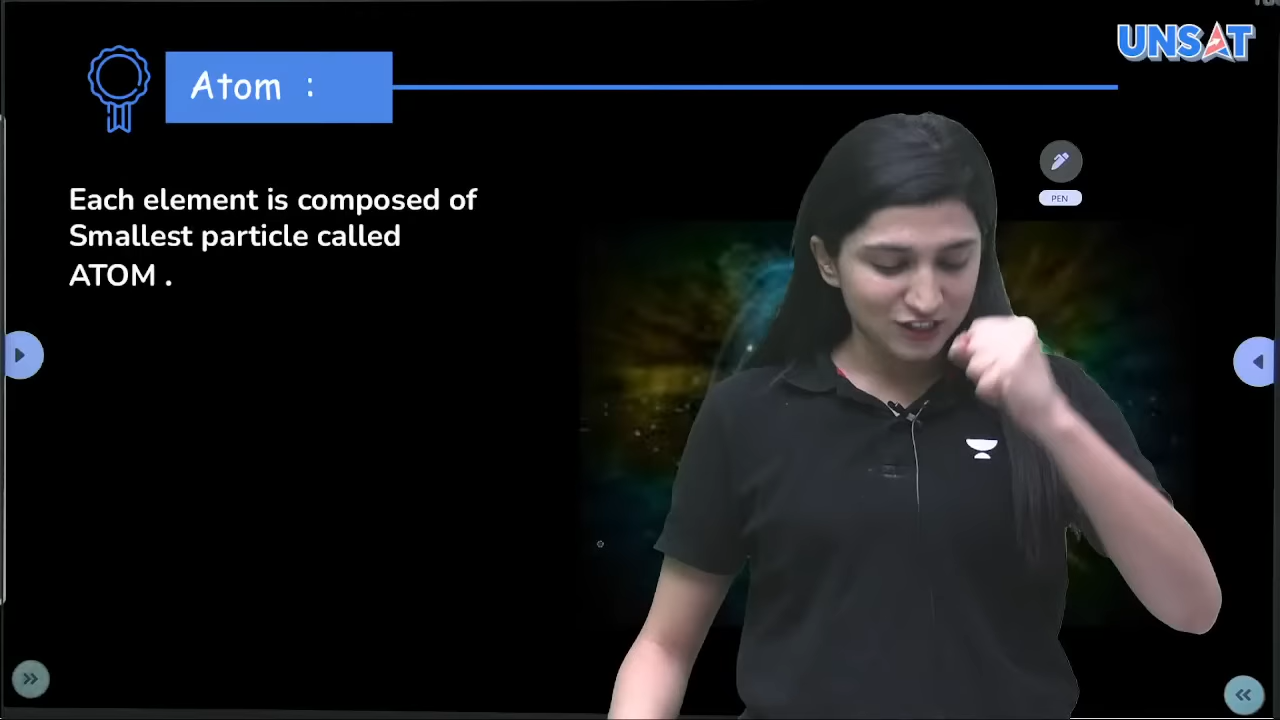 UNSAT
Atom :
PEN
Each element is composed of
Smallest particle called
ATOM .